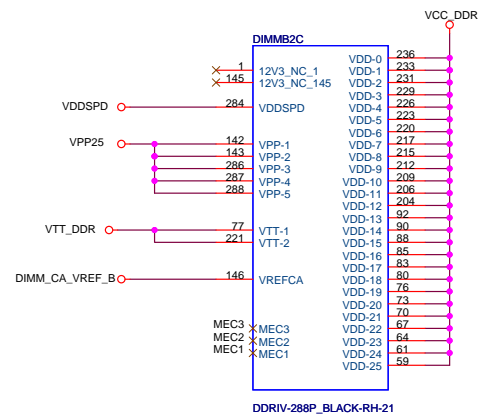 VCC_DDR
DIMMB2C
1 12V3_NC_1 VDD-0 236
145 12V3_NC_145 VDD-1 233
VDD-2 231
VDD-3 229
VDDSPD 284 VDDSPD VDD-4 226
VDD-5 223
VDD-6 220
VPP25 142 VPP-1 VDD-7 217
143 VPP-2 VDD-8 215
286 VPP-3 VDD-9 212
287 VPP-4 VDD-10 209
288 VPP-5 VDD-11 206
VDD-12 204
VDD-13 92
VTT_DDR 77 VTT-1 VDD-14 90
221 VTT-2 VDD-15 88
VDD-16 85
VDD-17 83
DIMM_CA_VREF_B 146 VREFCA VDD-18 80
VDD-19 76
VDD-20 73
VDD-21 70
MEC3 MEC3 VDD-22 67
MEC2 MEC2 VDD-23 64
MEC1 MEC1 VDD-24 61
VDD-25 59
DDRIV-288P_BLACK-RH-21